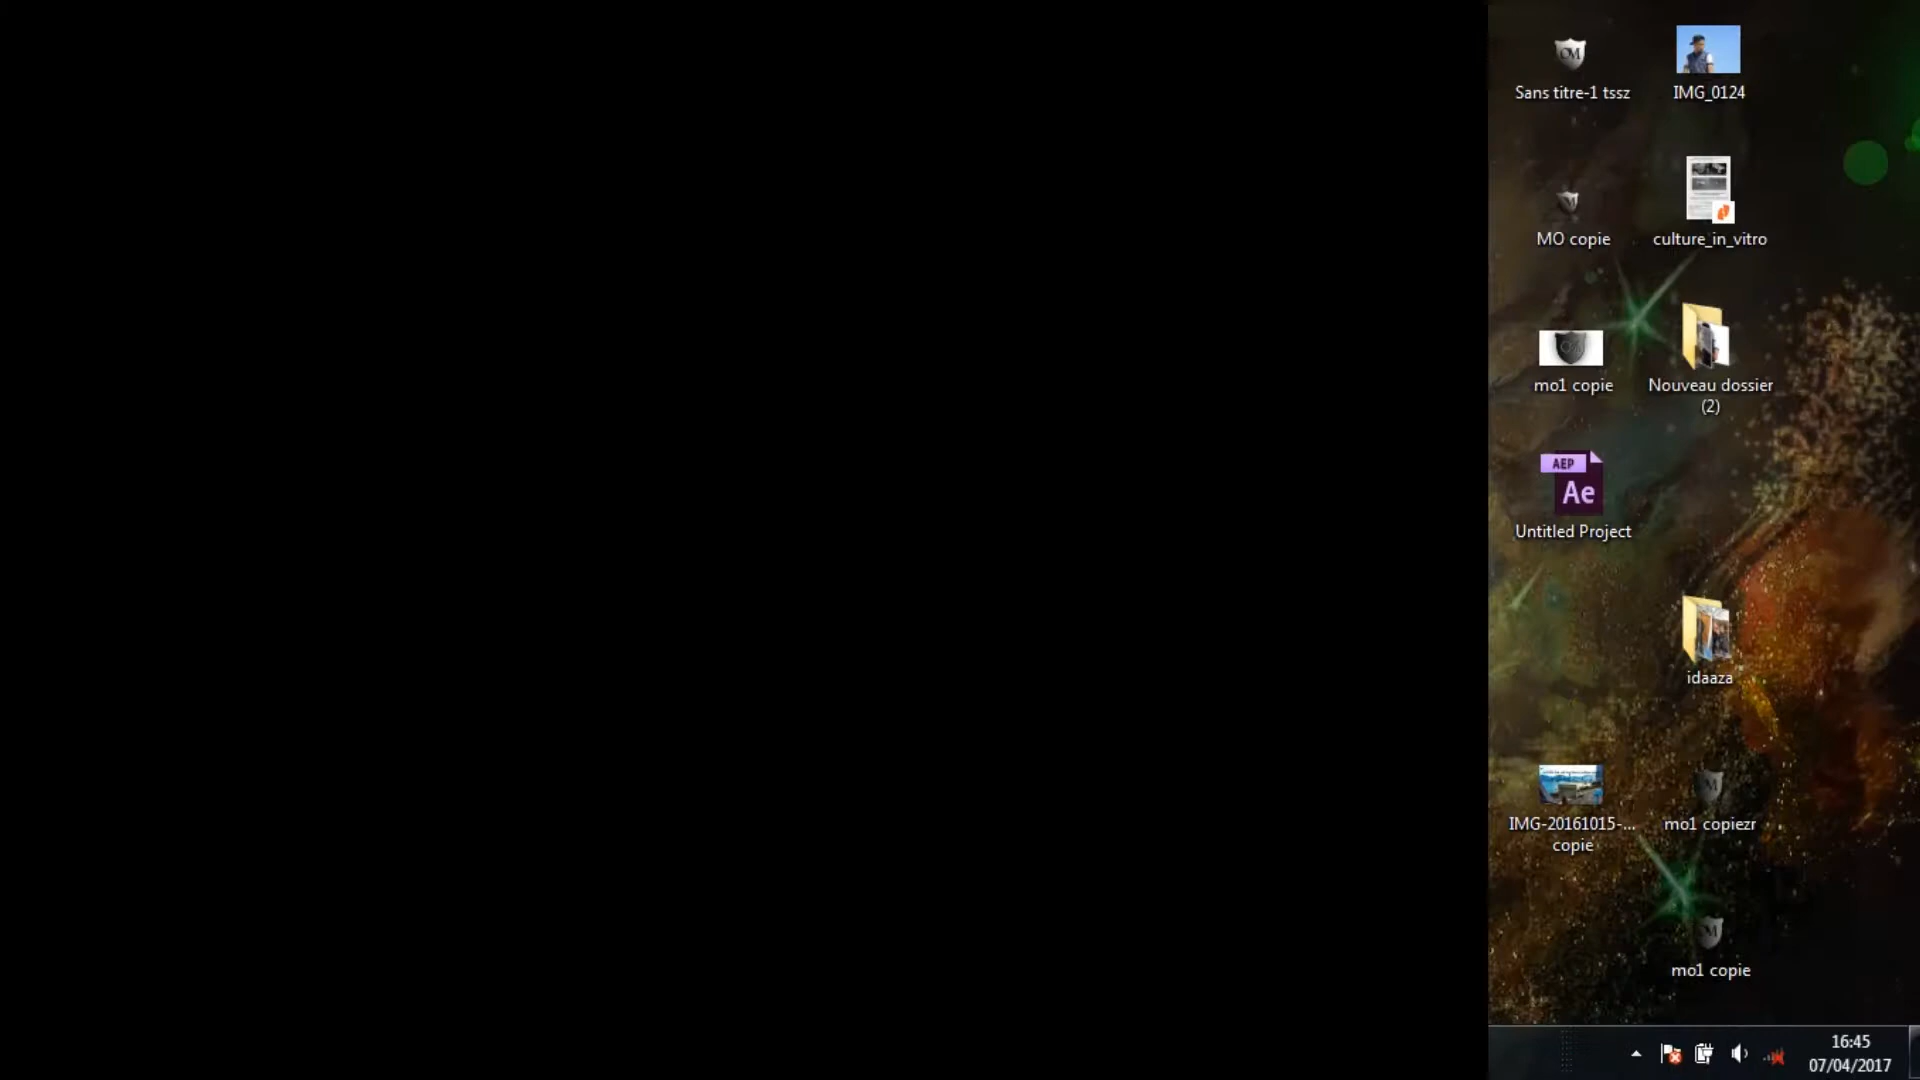 Sans titre-1 tssz
IMG_0124
MO copie
culture_in_vitro
mo1 copie
Nouveau dossier
(2)
AEP
Ae
Untitled Project
idaaza
IMG-20161015-...
copie
mo1 copiezr
mo1 copie
16:45
07/04/2017